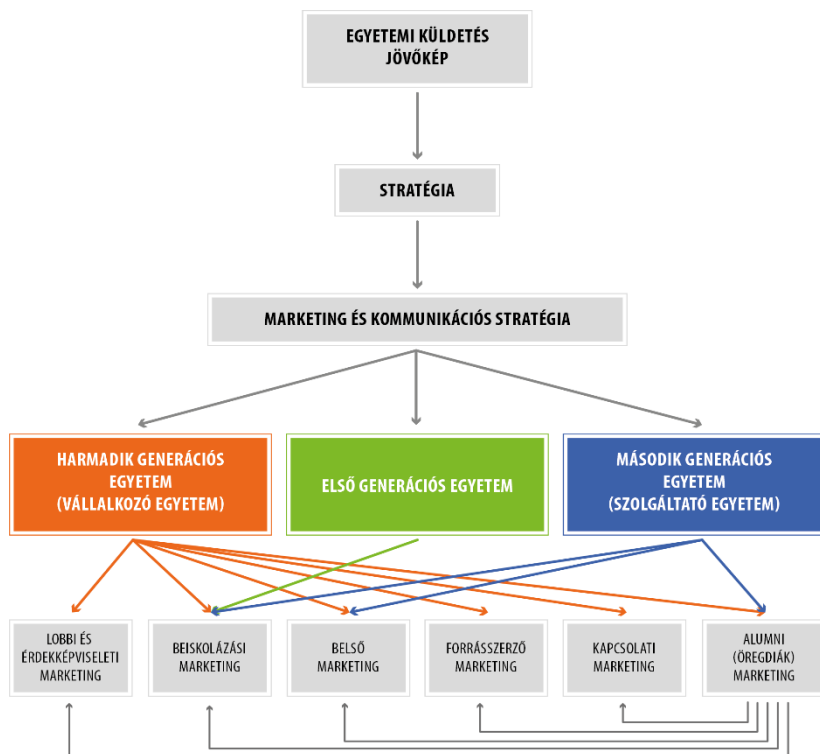 EGYETEMI KÜLDETÉS
JÖVŐKÉP
STRATÉGIA
MARKETING ÉS KOMMUNIKÁCIÓS STRATÉGIA
HARMADIK GENERÁCIÓS
EGYETEM
(VÁLLALKOZÓ EGYETEM)
ELSŐ GENERÁCIÓS EGYETEM
MÁSODIK GENERÁCIÓS
EGYETEM
(SZOLGÁLTATÓ EGYETEM)
LOBBI ÉS
ÉRDEKKÉPVISELETI
MARKETING
BEISKOLÁZÁSI
MARKETING
BELSŐ
MARKETING
FORRÁSSZERZŐ
MARKETING
KAPCSOLATI
MARKETING
ALUMNI
(ÖREGDIÁK)
MARKETING